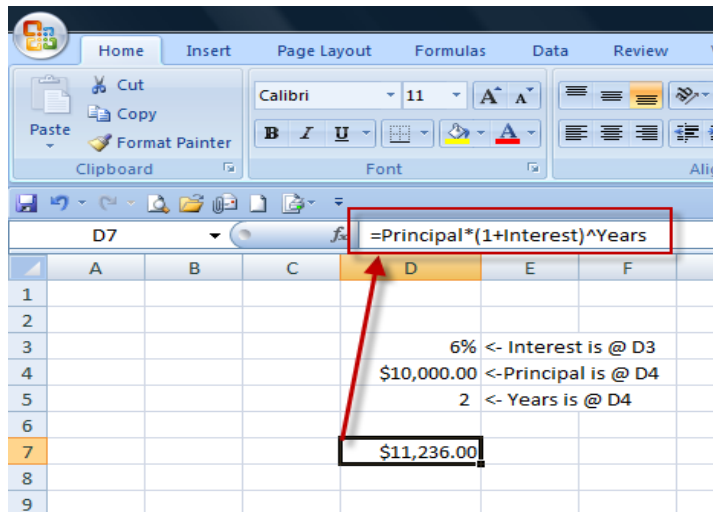 Home Insert Page Layout Formulas Data Review
Cut
Calibri 11 A A
Copy
Paste
Format Painter
B I U A
Clipboard Font Ali
D7 fx =Principal*(1+Interest)^Years
A B C D E F
1
2
3 6% <- Interest is @ D3
4 $10,000.00 <-Principal is @ D4
5 2 <- Years is @ D4
6
7 $11,236.00
8
9